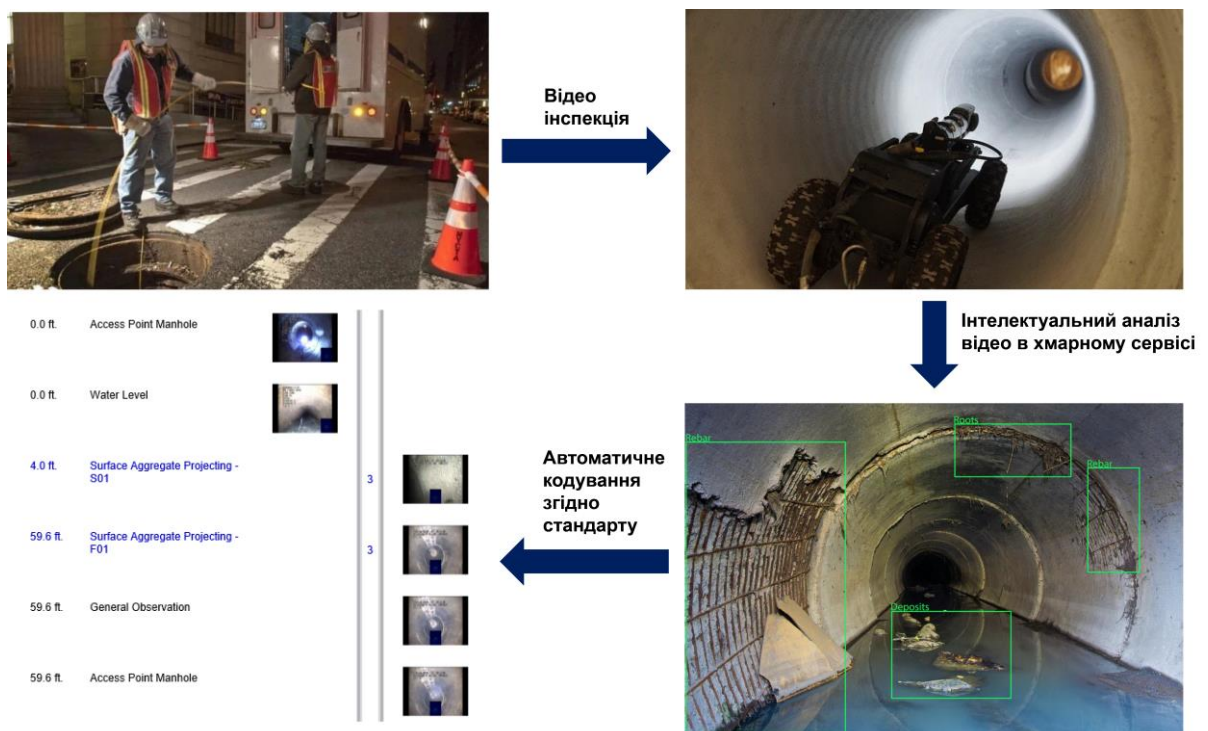 Відео
інспекція
Інтелектуальний аналіз
відео в хмарному сервісі
Roots
Rebar
Rebar
Deposits
Автоматичне
кодування
згідно
стандарту
0.0 ft. Access Point Manhole
0.0 ft. Water Level
4.0 ft. Surface Aggregate Projecting -
S01
3
59.6 ft. Surface Aggregate Projecting -
F01
3
59.6 ft. General Observation
59.6 ft. Access Point Manhole